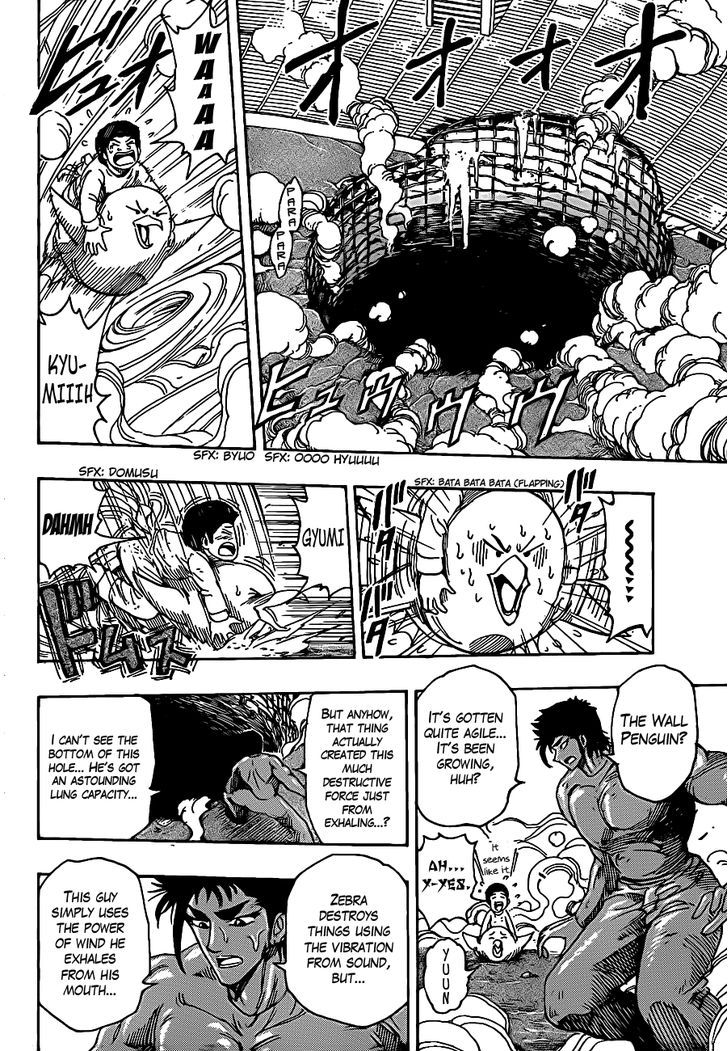 オオオオ
PARA
PARA
ヒュウウウ
ビュオ
WAAAA
KYU-
MIIIH
SFX: BYUO SFX: OOOO HYUUUU
SFX: BATA BATA BATA (FLAPPING)
バタ
バタ
バタ
SFX: DOMUSU
GYUMI
DAHMH
ドムス
THE WALL
PENGUIN?
IT'S GOTTEN
QUITE AGILE...
IT'S BEEN
GROWING,
HUH?
It
seems
like it
AH...
Y-YES.
YUUN
BUT ANYHOW,
THAT THING
ACTUALLY
CREATED THIS
MUCH
DESTRUCTIVE
FORCE JUST
FROM
EXHALING...?
I CAN'T SEE THE
BOTTOM OF THIS
HOLE... HE'S GOT
AN ASTOUNDING
LUNG CAPACITY...
ZEBRA
DESTROYS
THINGS USING
THE VIBRATION
FROM SOUND,
BUT...
THIS GUY
SIMPLY USES
THE POWER
OF WIND HE
EXHALES
FROM HIS
MOUTH...